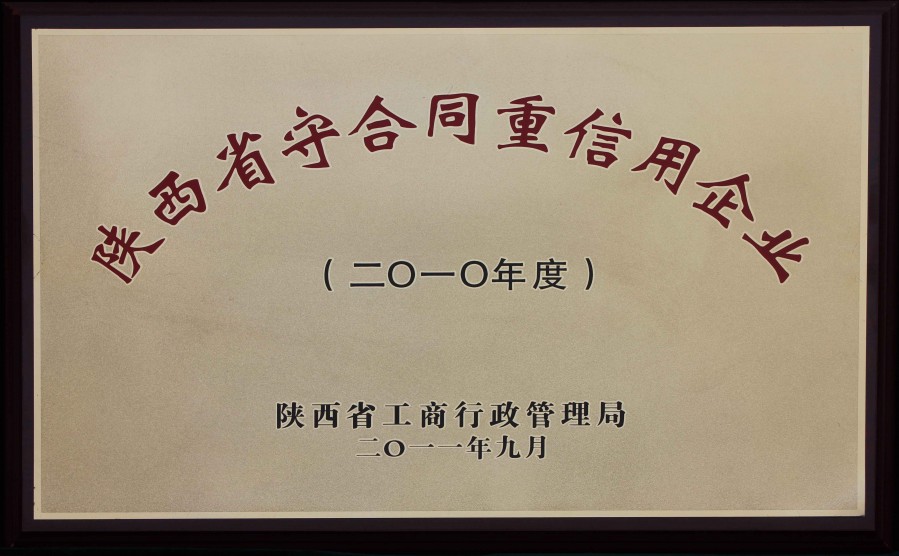 陕西省守合同重信用企业
（二〇一〇年度）
陕西省工商行政管理局
二〇一一年九月